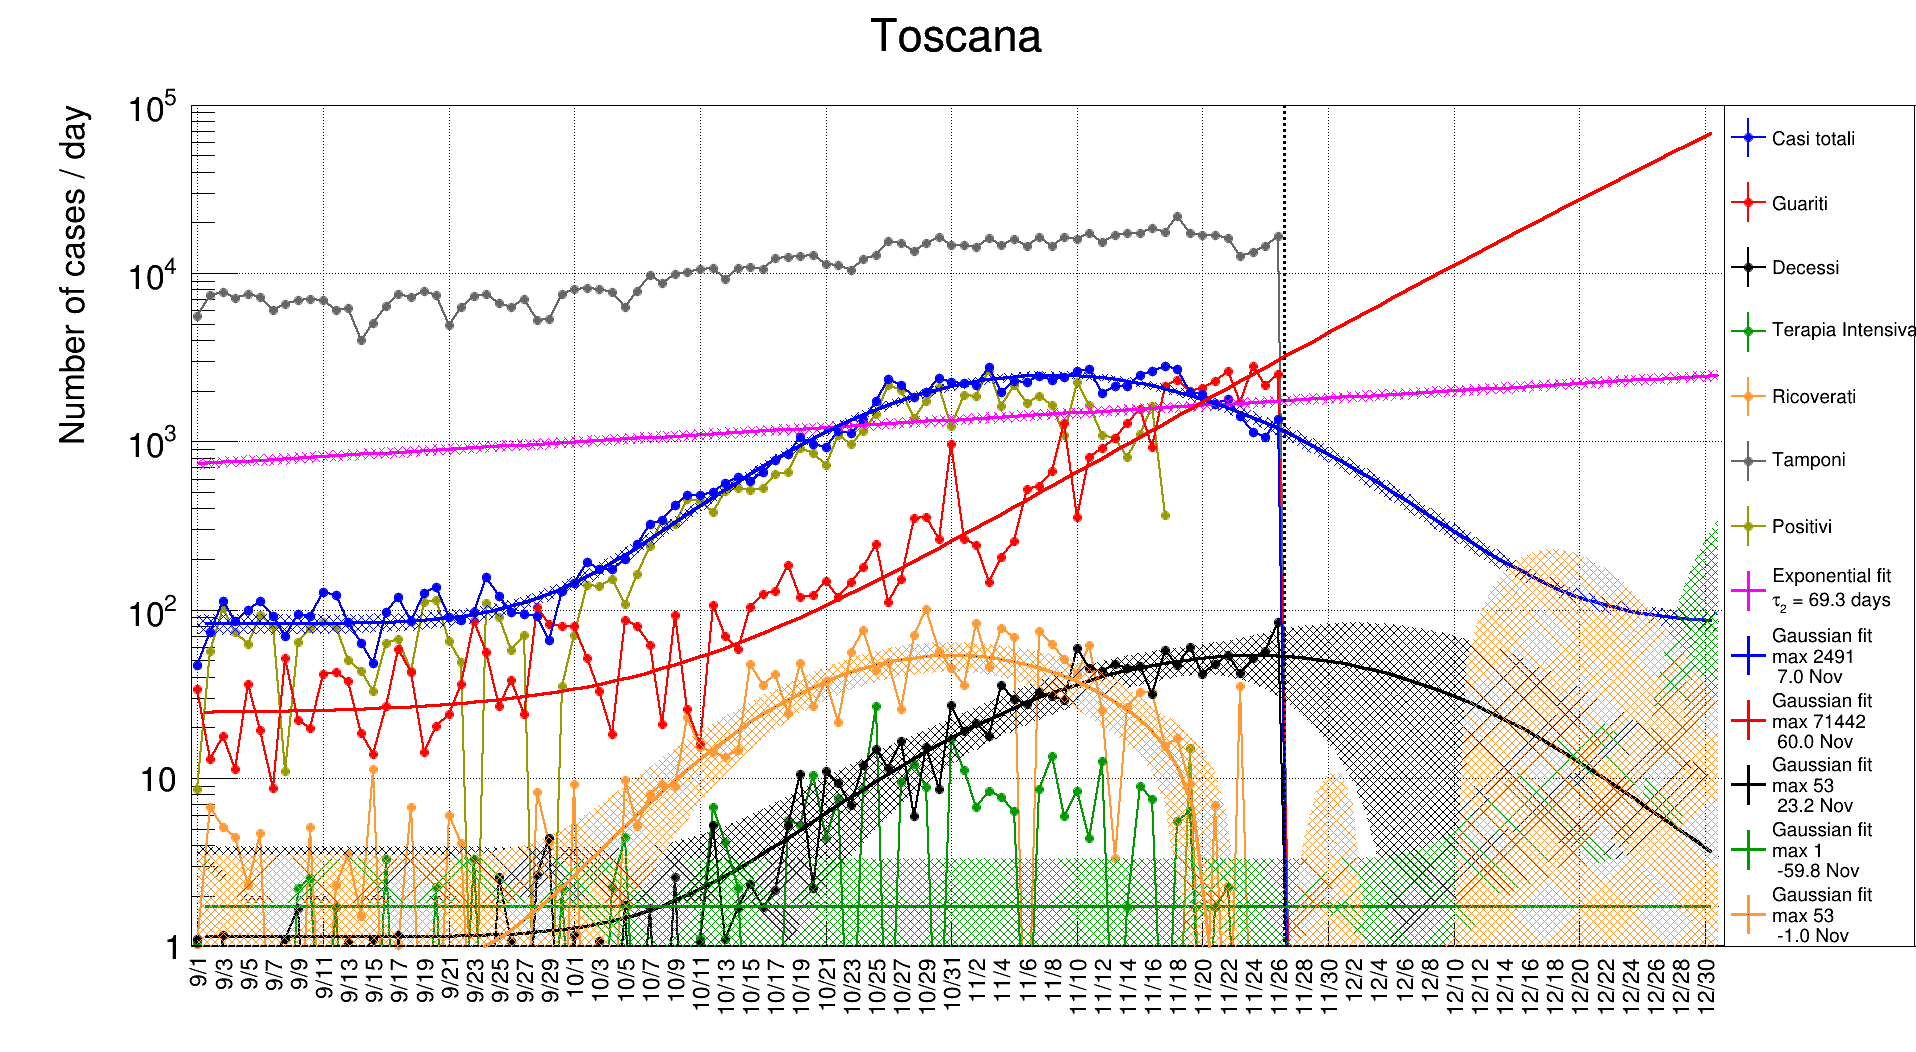 Toscana
Number of cases / day
10^5
10^4
10^3
10^2
10
1
9/1 9/3 9/5 9/7 9/9 9/11 9/13 9/15 9/17 9/19 9/21 9/23 9/25 9/27 9/29 10/1 10/3 10/5 10/7 10/9 10/11 10/13 10/15 10/17 10/19 10/21 10/23 10/25 10/27 10/29 10/31 11/2 11/4 11/6 11/8 11/10 11/12 11/14 11/16 11/18 11/20 11/22 11/24 11/26 11/28 11/30 12/2 12/4 12/6 12/8 12/10 12/12 12/14 12/16 12/18 12/20 12/22 12/24 12/26 12/28 12/30
Casi totali
Guariti
Decessi
Terapia Intensiva
Ricoverati
Tamponi
Positivi
Exponential fit
τ2 = 69.3 days
Gaussian fit
max 2491
7.0 Nov
Gaussian fit
max 71442
60.0 Nov
Gaussian fit
max 53
23.2 Nov
Gaussian fit
max 1
-59.8 Nov
Gaussian fit
max 53
-1.0 Nov